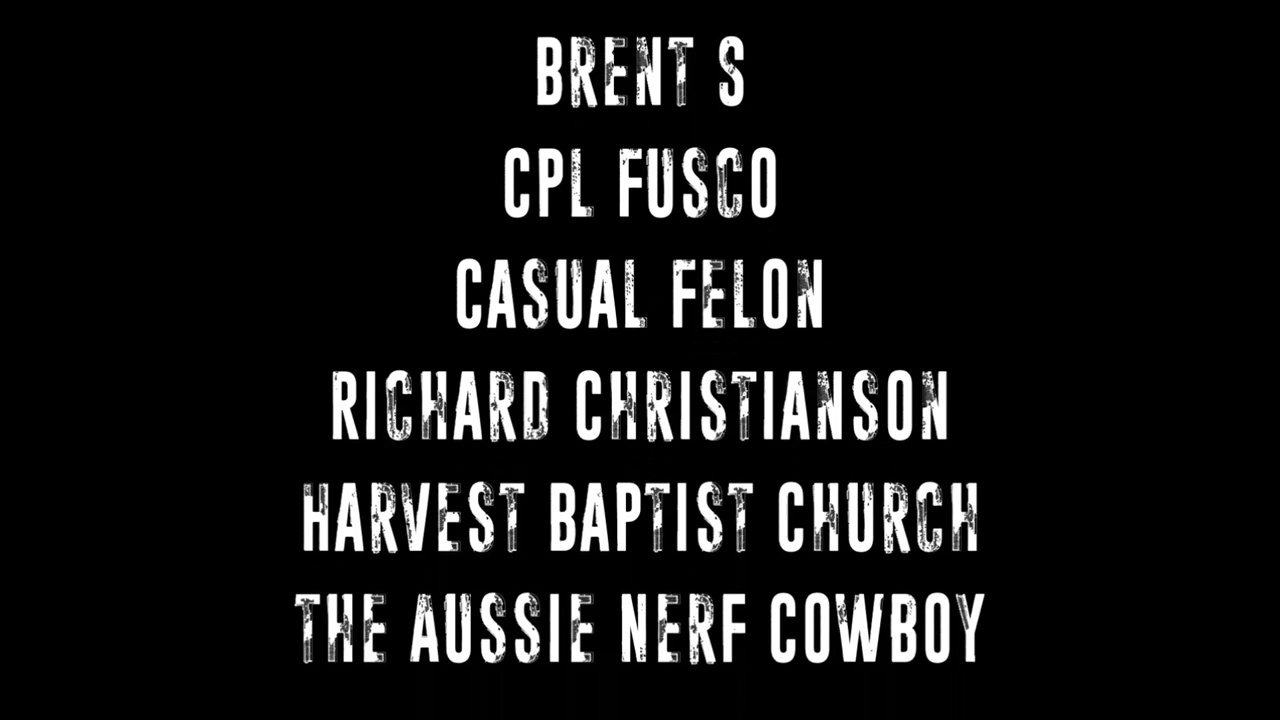 BRENT S
CPL FUSCO
CASUAL FELON
RICHARD CHRISTIANSON
HARVEST BAPTIST CHURCH
THE AUSSIE NERF COWBOY